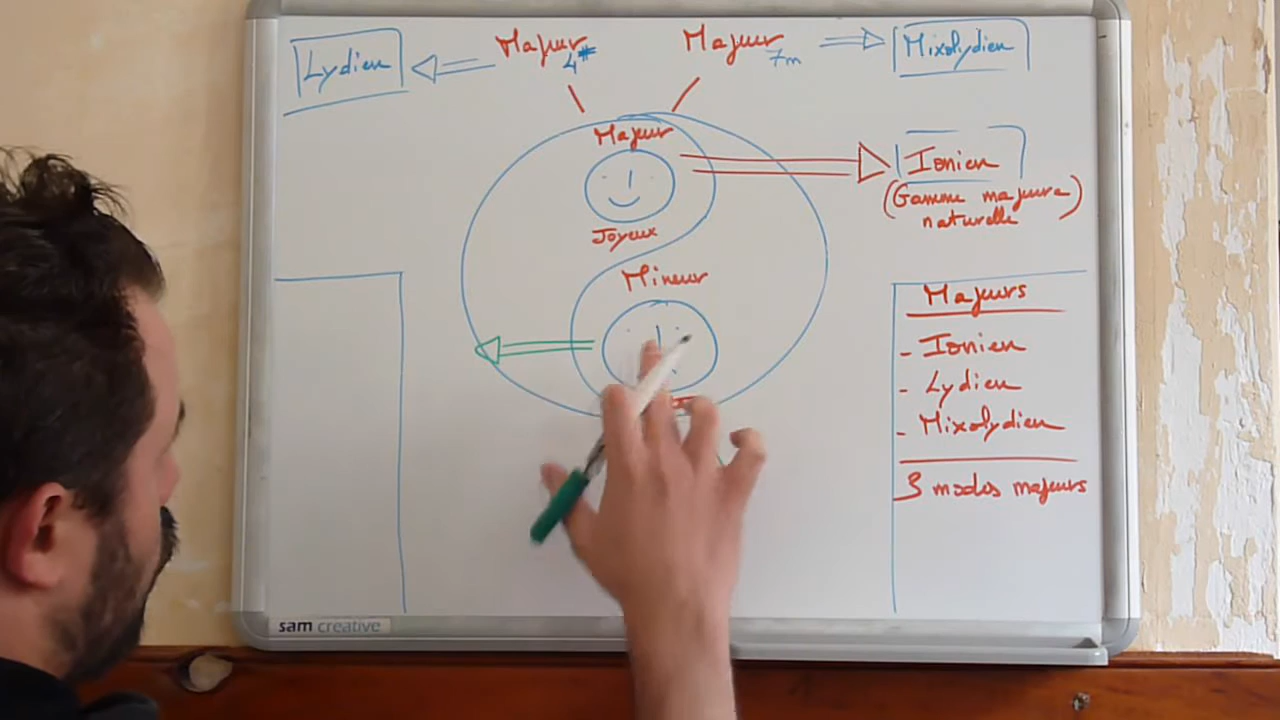 Lydien
Majeur
4#
Majeur
7m
Mixolydien
Majeur
Joyeux
Ionien
(Gamme majeure
naturelle)
Mineur
Majeurs
- Ionien
- Lydien
- Mixolydien
3 modes majeurs
sam creative